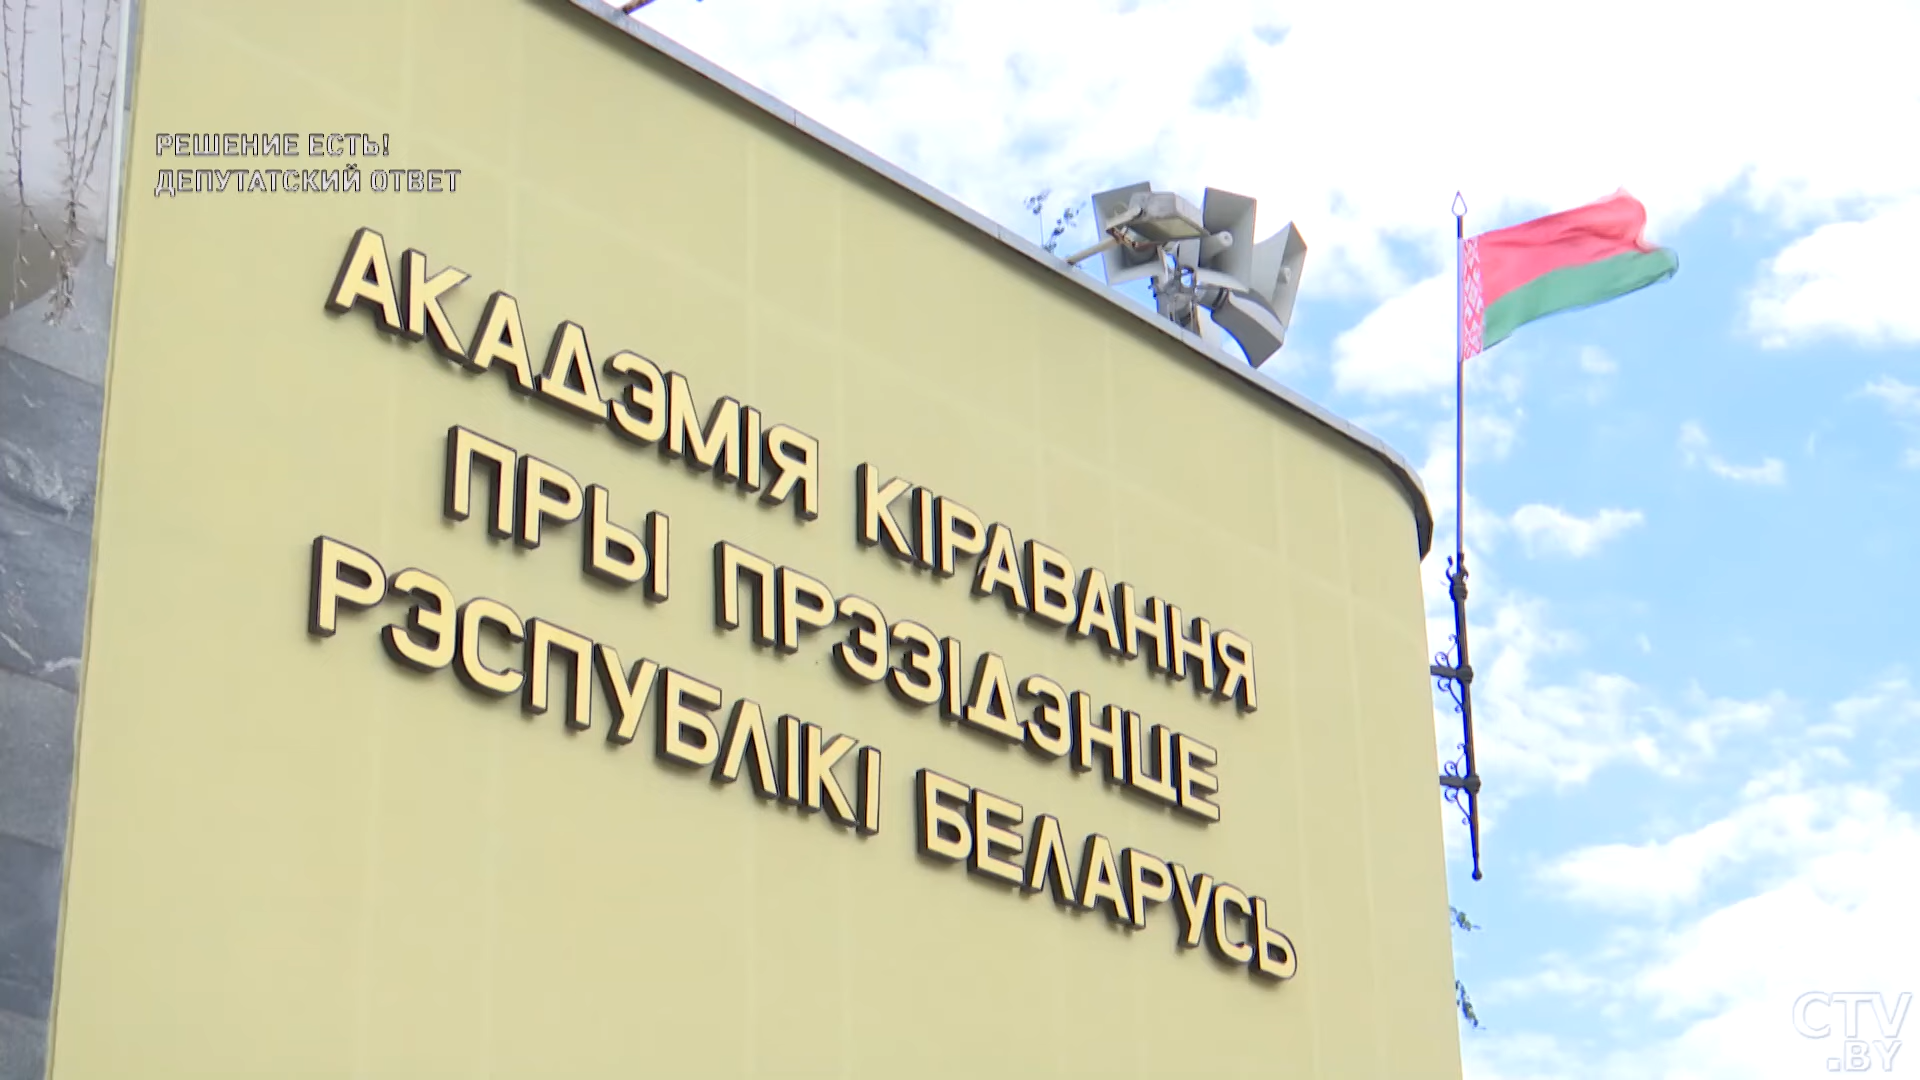 РЕШЕНИЕ ЕСТЬ!
ДЕПУТАТСКИЙ ОТВЕТ
АКАДЭМІЯ КІРАВАННЯ
ПРЫ ПРЭЗІДЭНЦЕ
РЭСПУБЛІКІ БЕЛАРУСЬ
CTV
.BY